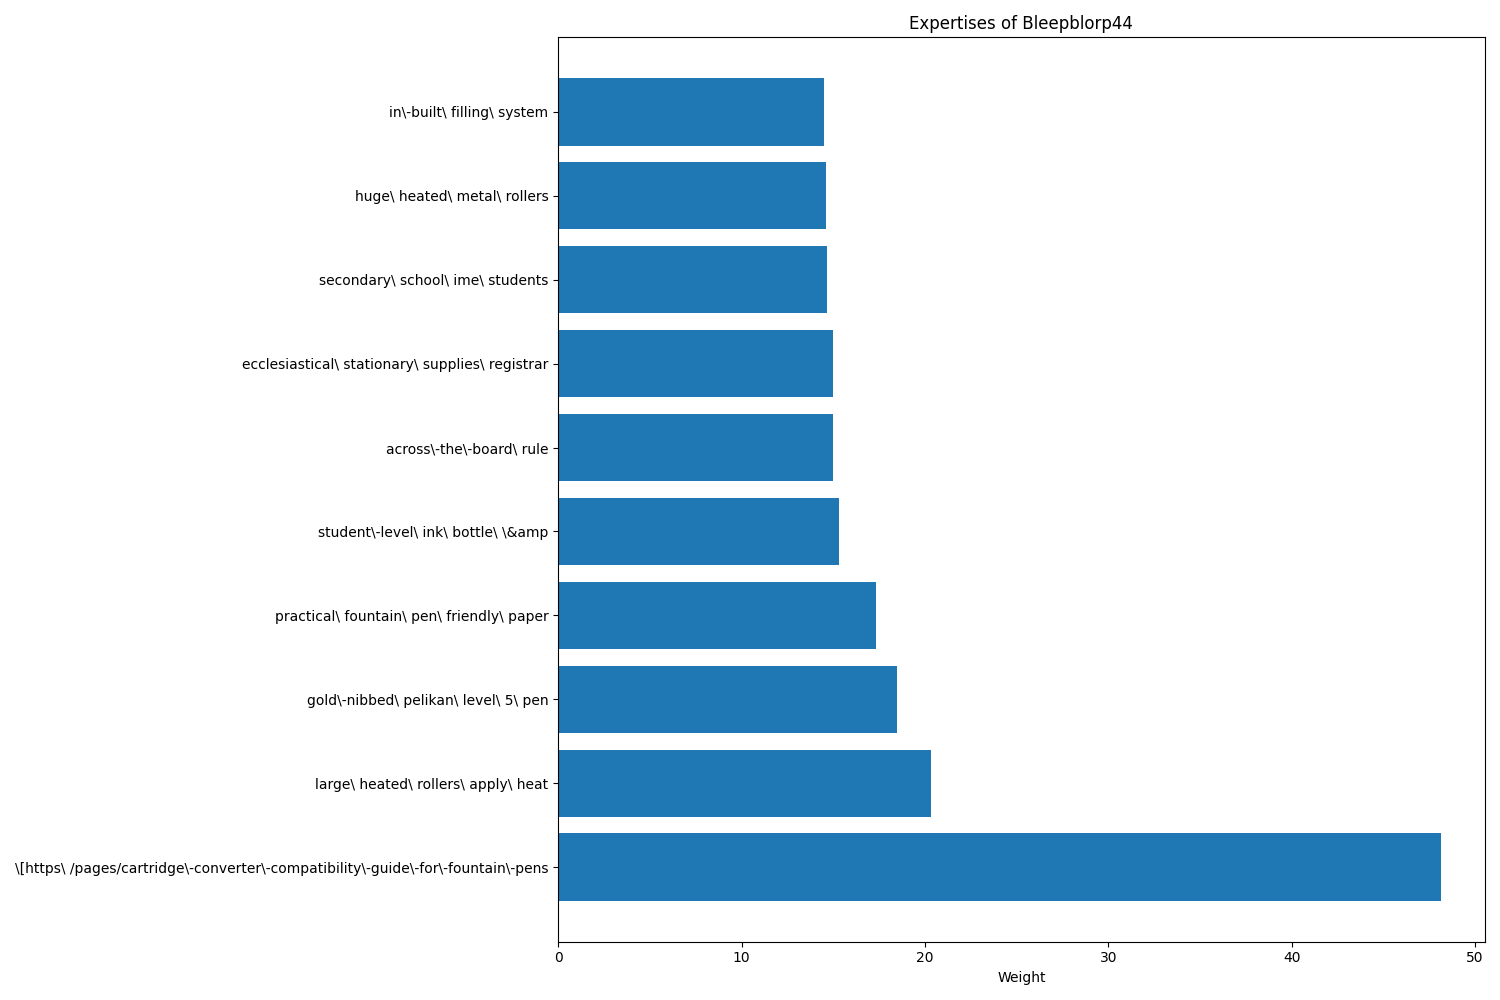 Expertises of Bleepblorp44
in\-built\ filling\ system
huge\ heated\ metal\ rollers
secondary\ school\ ime\ students
ecclesiastical\ stationary\ supplies\ registrar
across\-the\-board\ rule
student\-level\ ink\ bottle\ \&amp
practical\ fountain\ pen\ friendly\ paper
gold\-nibbed\ pelikan\ level\ 5\ pen
large\ heated\ rollers\ apply\ heat
\[https\ /pages/cartridge\-converter\-compatibility\-guide\-for\-fountain\-pens
0 10 20 30 40 50
Weight